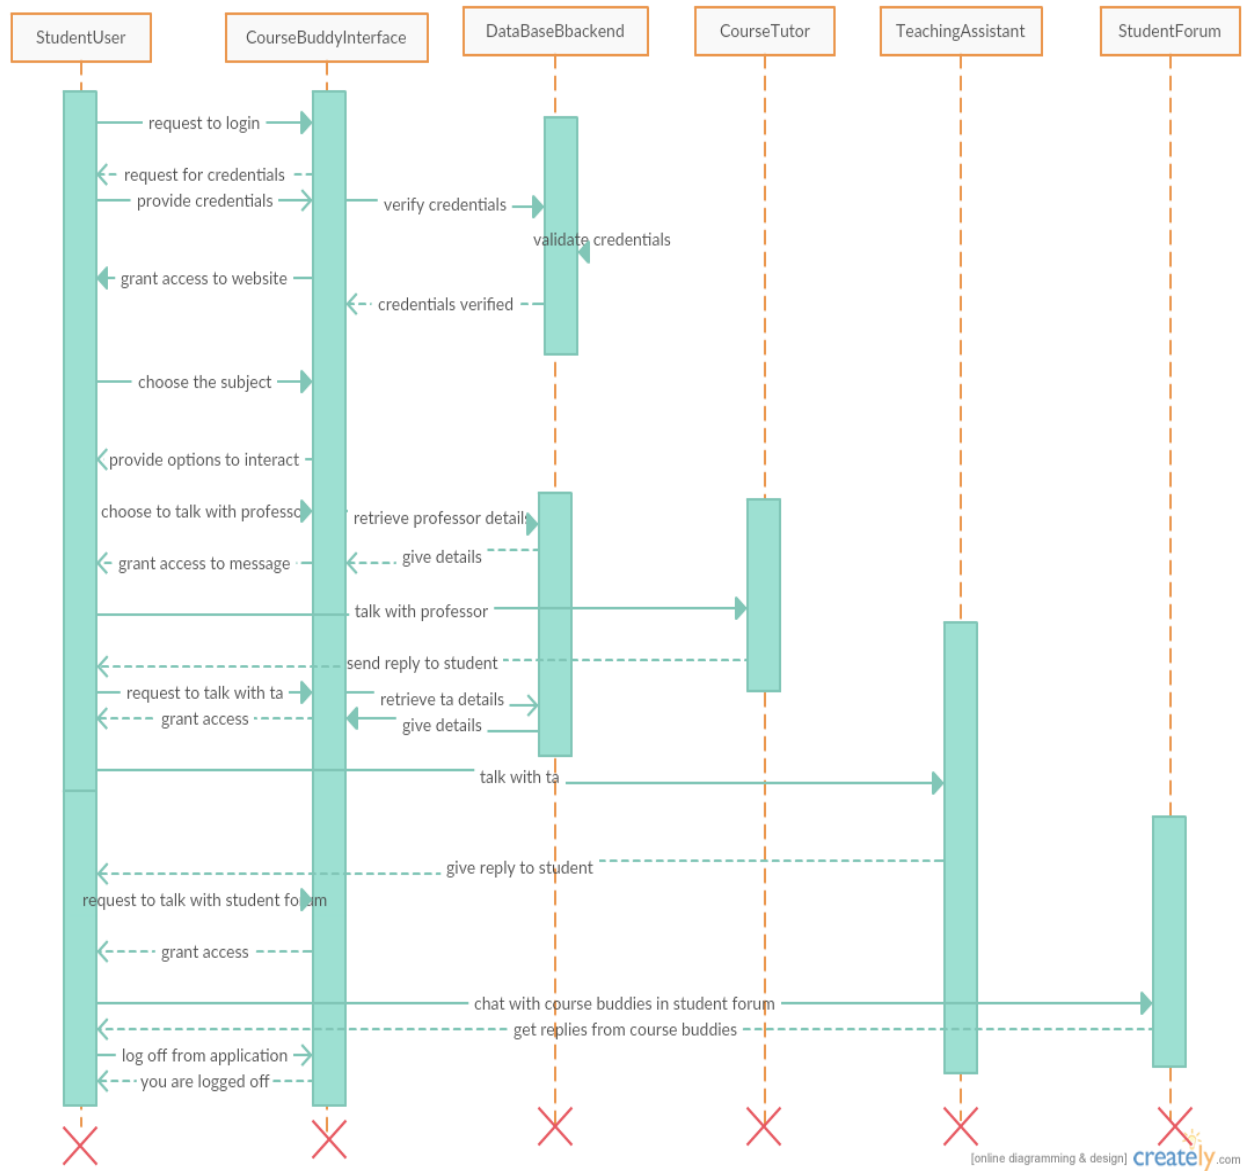 StudentUser
CourseBuddyInterface
DataBaseBbackend
CourseTutor
TeachingAssistant
StudentForum
request to login
request for credentials
provide credentials
verify credentials
validate credentials
grant access to website
credentials verified
choose the subject
provide options to interact
choose to talk with professo
retrieve professor details
give details
grant access to message
talk with professor
send reply to student
request to talk with ta
retrieve ta details
grant access
give details
talk with ta
give reply to student
request to talk with student forum
grant access
chat with course buddies in student forum
get replies from course buddies
log off from application
you are logged off
[online diagramming & design] creately.com